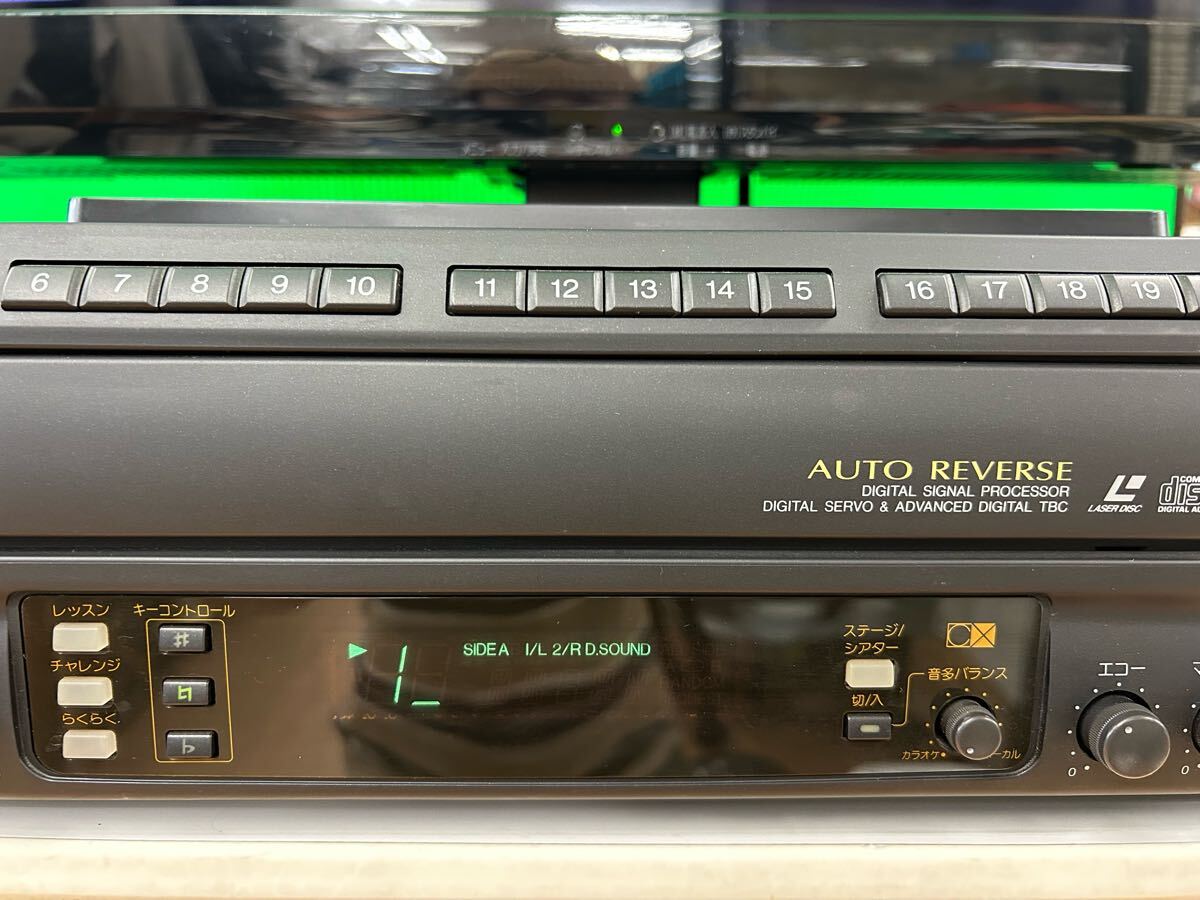 6 7 8 9 10 11 12 13 14 15 16 17 18 19
AUTO REVERSE
DIGITAL SIGNAL PROCESSOR
DIGITAL SERVO & ADVANCED DIGITAL TBC
LASER DISC
レッスン
キーコントロール
♯
チャレンジ
♮
らくらく
♭
SIDE A I/L 2/R D.SOUND
1
ステージ/
シアター
CX
音多バランス
切/入
カラオケ
エコー
0
0